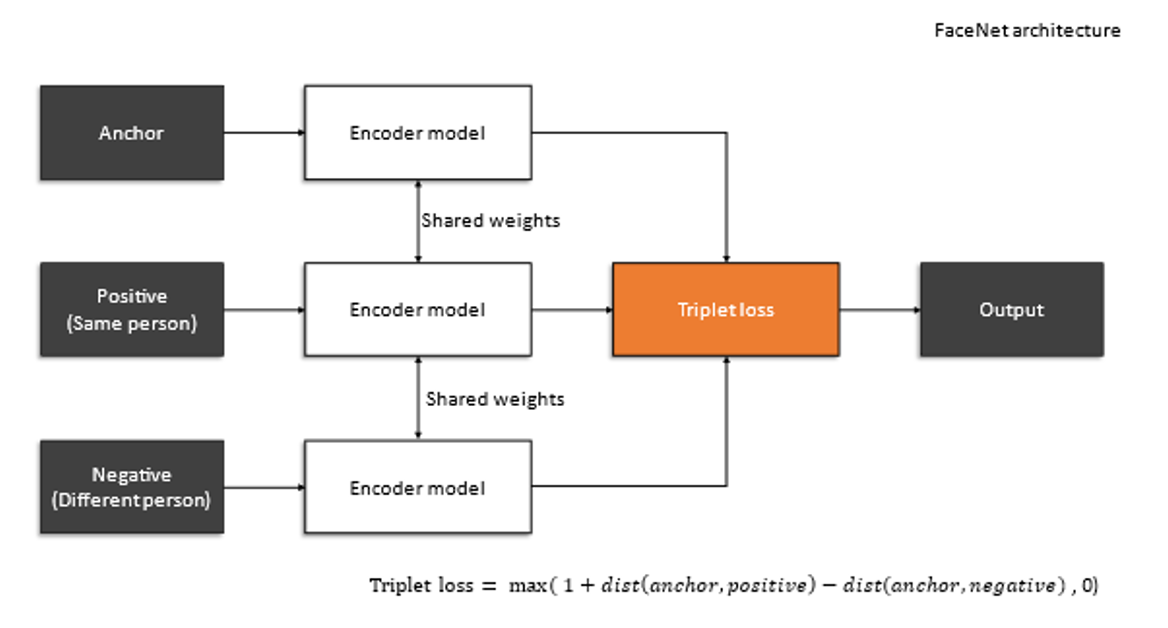 FaceNet architecture
Anchor
Encoder model
Shared weights
Positive
(Same person)
Encoder model
Triplet loss
Output
Shared weights
Negative
(Different person)
Encoder model
Triplet loss = max( 1 + dist(anchor, positive) − dist(anchor, negative) , 0)